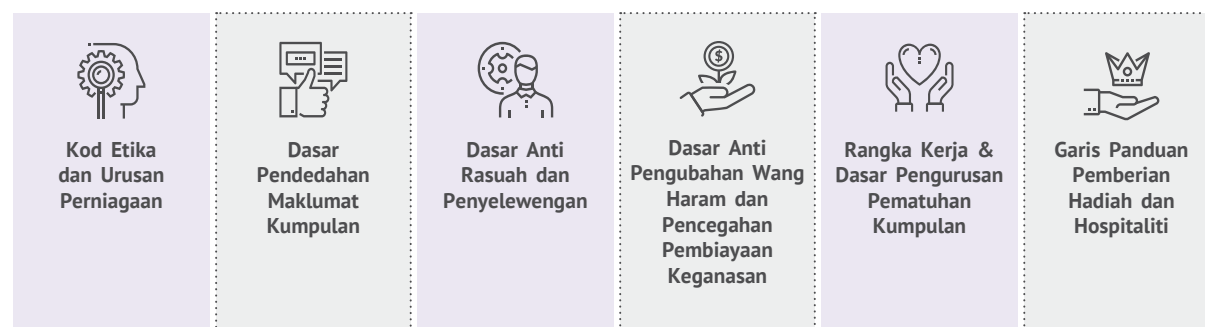 Kod Etika
dan Urusan
Perniagaan
Dasar
Pendedahan
Maklumat
Kumpulan
Dasar Anti
Rasuah dan
Penyelewengan
$
Dasar Anti
Pengubahan Wang
Haram dan
Pencegahan
Pembiayaan
Keganasan
Rangka Kerja &
Dasar Pengurusan
Pematuhan
Kumpulan
Garis Panduan
Pemberian
Hadiah dan
Hospitaliti